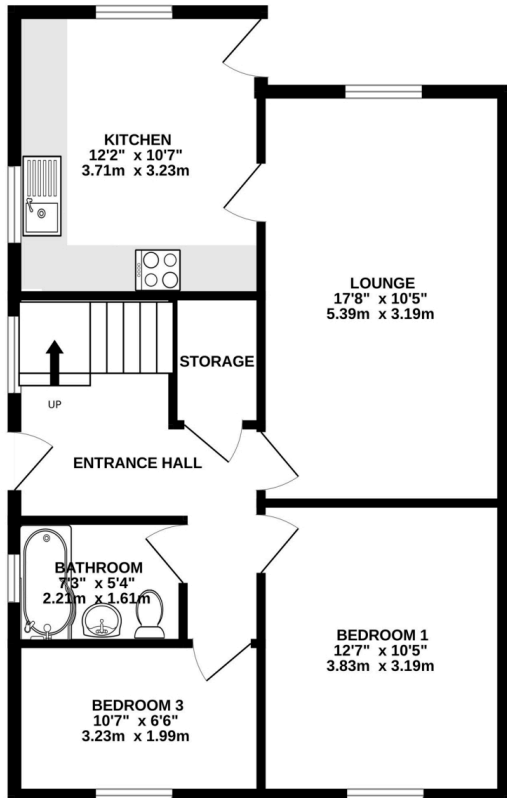 KITCHEN
12'2" x 10'7"
3.71m x 3.23m
LOUNGE
17'8" x 10'5"
5.39m x 3.19m
STORAGE
UP
ENTRANCE HALL
BATHROOM
7'3" x 5'4"
2.21m x 1.61m
BEDROOM 1
12'7" x 10'5"
3.83m x 3.19m
BEDROOM 3
10'7" x 6'6"
3.23m x 1.99m